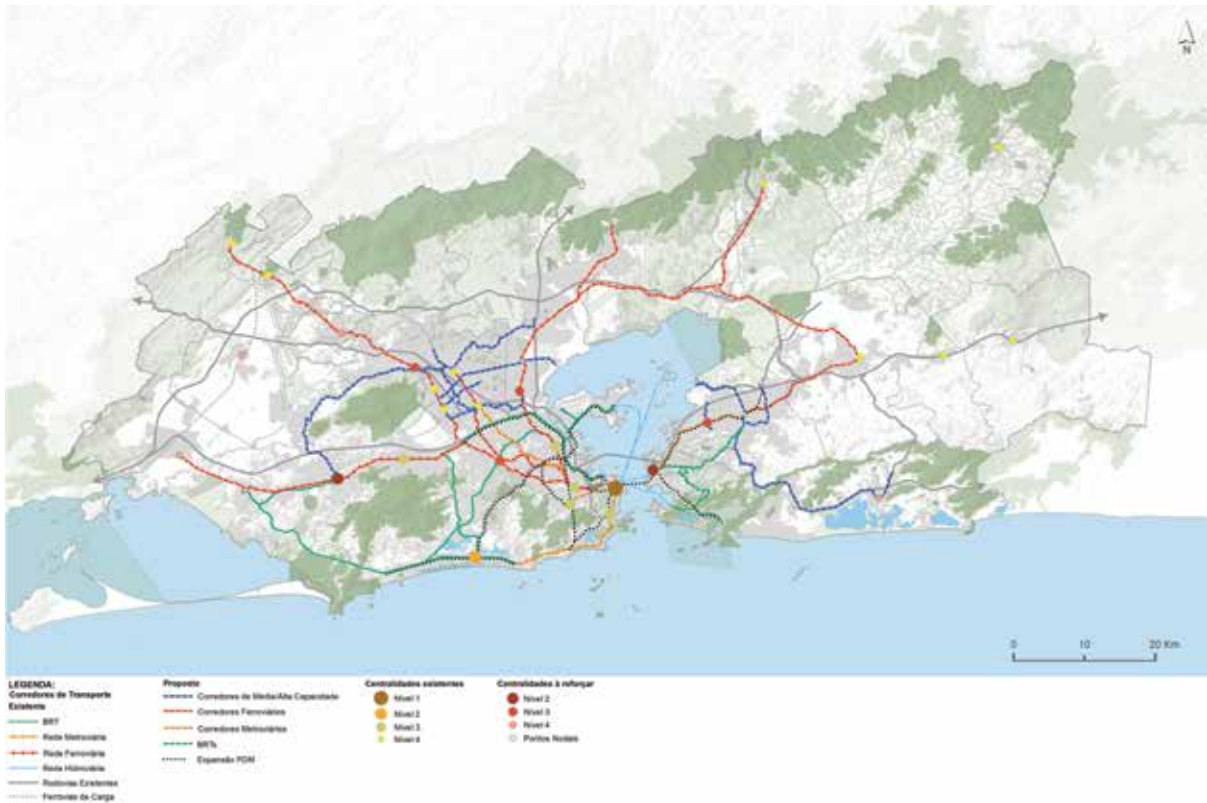 N
0 10 20 Km
LEGENDA:
Corredores de Transporte
Existente
BRT
Rede Metroviária
Rede Ferroviária
Rede Hidroviária
Rodovias Existentes
Ferrovias de Carga
Proposto
Corredores de Média/Alta Capacidade
Corredores Ferroviários
Corredores Metroviários
BRTs
Expansão PDM
Centralidades existentes
Nível 1
Nível 2
Nível 3
Nível 4
Centralidades à reforçar
Nível 2
Nível 3
Nível 4
Pontos Nodais